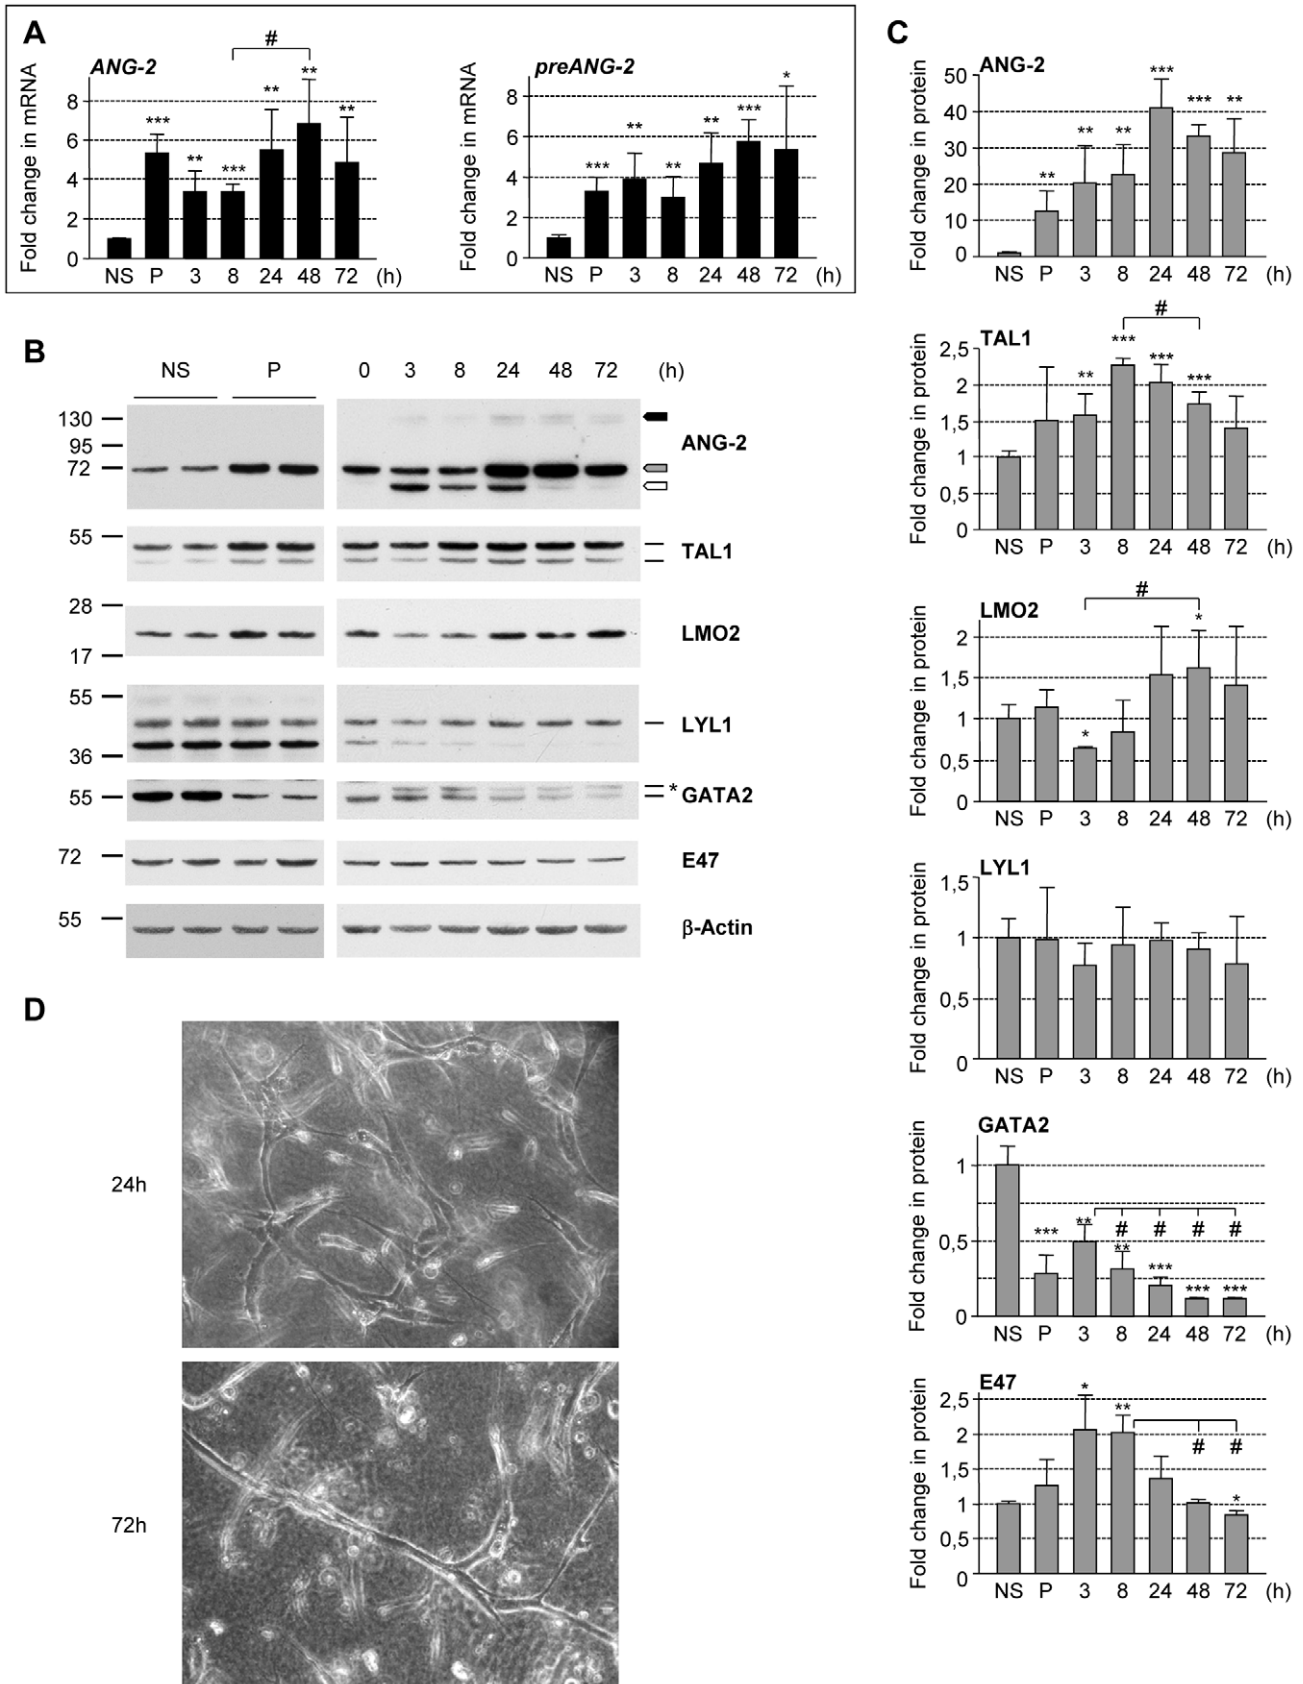 A
ANG-2
#
Fold change in mRNA
8
6
4
2
0
***
**
***
**
**
**
NS P 3 8 24 48 72 (h)
preANG-2
Fold change in mRNA
8
6
4
2
0
***
**
**
**
***
*
NS P 3 8 24 48 72 (h)
B
NS P 0 3 8 24 48 72 (h)
130
95
72
ANG-2
55
TAL1
28
17
LMO2
55
36
LYL1
55
* GATA2
72
E47
55
β-Actin
C
ANG-2
Fold change in protein
50
40
30
20
10
0
**
**
**
***
***
**
NS P 3 8 24 48 72 (h)
TAL1
#
Fold change in protein
2,5
2
1,5
1
0,5
0
**
***
***
***
NS P 3 8 24 48 72 (h)
LMO2
#
Fold change in protein
2
1,5
1
0,5
0
*
*
NS P 3 8 24 48 72 (h)
LYL1
Fold change in protein
1,5
1
0,5
0
NS P 3 8 24 48 72 (h)
GATA2
Fold change in protein
1
0,5
0
# # # #
***
**
**
***
***
***
NS P 3 8 24 48 72 (h)
E47
Fold change in protein
2,5
2
1,5
1
0,5
0
*
**
# #
*
NS P 3 8 24 48 72 (h)
D
24h
72h